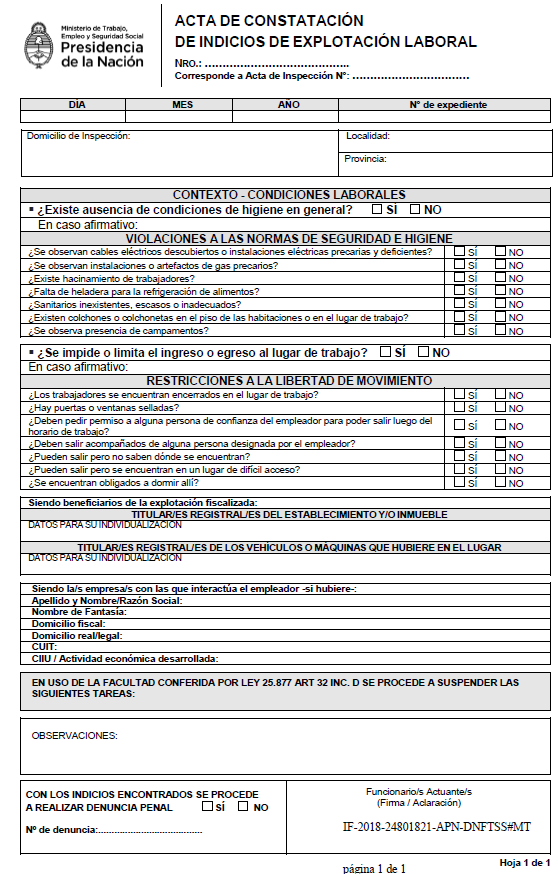 Ministerio de Trabajo,
Empleo y Seguridad Social
Presidencia
de la Nación
ACTA DE CONSTATACIÓN
DE INDICIOS DE EXPLOTACIÓN LABORAL
NRO.: ........................................
Corresponde a Acta de Inspección N°: .................................
DÍA MES AÑO N° de expediente
Domicilio de Inspección:
Localidad:
Provincia:
CONTEXTO - CONDICIONES LABORALES
▪ ¿Existe ausencia de condiciones de higiene en general? ☐ SÍ ☐ NO
En caso afirmativo:
VIOLACIONES A LAS NORMAS DE SEGURIDAD E HIGIENE
¿Se observan cables eléctricos descubiertos o instalaciones eléctricas precarias y deficientes? ☐ SÍ ☐ NO
¿Se observan instalaciones o artefactos de gas precarios? ☐ SÍ ☐ NO
¿Existe hacinamiento de trabajadores? ☐ SÍ ☐ NO
¿Falta de heladera para la refrigeración de alimentos? ☐ SÍ ☐ NO
¿Sanitarios inexistentes, escasos o inadecuados? ☐ SÍ ☐ NO
¿Existen colchones o colchonetas en el piso de las habitaciones o en el lugar de trabajo? ☐ SÍ ☐ NO
¿Se observa presencia de campamentos? ☐ SÍ ☐ NO
▪ ¿Se impide o limita el ingreso o egreso al lugar de trabajo? ☐ SÍ ☐ NO
En caso afirmativo:
RESTRICCIONES A LA LIBERTAD DE MOVIMIENTO
¿Los trabajadores se encuentran encerrados en el lugar de trabajo? ☐ SÍ ☐ NO
¿Hay puertas o ventanas selladas? ☐ SÍ ☐ NO
¿Deben pedir permiso a alguna persona de confianza del empleador para poder salir luego del
horario de trabajo? ☐ SÍ ☐ NO
¿Deben salir acompañados de alguna persona designada por el empleador? ☐ SÍ ☐ NO
¿Pueden salir pero no saben dónde se encuentran? ☐ SÍ ☐ NO
¿Pueden salir pero se encuentran en un lugar de difícil acceso? ☐ SÍ ☐ NO
¿Se encuentran obligados a dormir allí? ☐ SÍ ☐ NO
Siendo beneficiarios de la explotación fiscalizada:
TITULAR/ES REGISTRAL/ES DEL ESTABLECIMIENTO Y/O INMUEBLE
DATOS PARA SU INDIVIDUALIZACIÓN
TITULAR/ES REGISTRAL/ES DE LOS VEHÍCULOS O MÁQUINAS QUE HUBIERE EN EL LUGAR
DATOS PARA SU INDIVIDUALIZACIÓN
Siendo la/s empresa/s con las que interactúa el empleador -si hubiere-:
Apellido y Nombre/Razón Social:
Nombre de Fantasía:
Domicilio fiscal:
Domicilio real/legal:
CUIT:
CIIU / Actividad económica desarrollada:
EN USO DE LA FACULTAD CONFERIDA POR LEY 25.877 ART 32 INC. D SE PROCEDE A SUSPENDER LAS
SIGUIENTES TAREAS:
OBSERVACIONES:
CON LOS INDICIOS ENCONTRADOS SE PROCEDE
A REALIZAR DENUNCIA PENAL ☐ SÍ ☐ NO
Nº de denuncia:.......................................
Funcionario/s Actuante/s
(Firma / Aclaración)
IF-2018-24801821-APN-DNFTSS#MT
Hoja 1 de 1
página 1 de 1